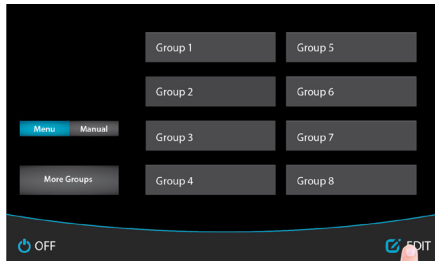 Group 1
Group 5
Group 2
Group 6
Menu
Manual
Group 3
Group 7
More Groups
Group 4
Group 8
OFF
EDIT